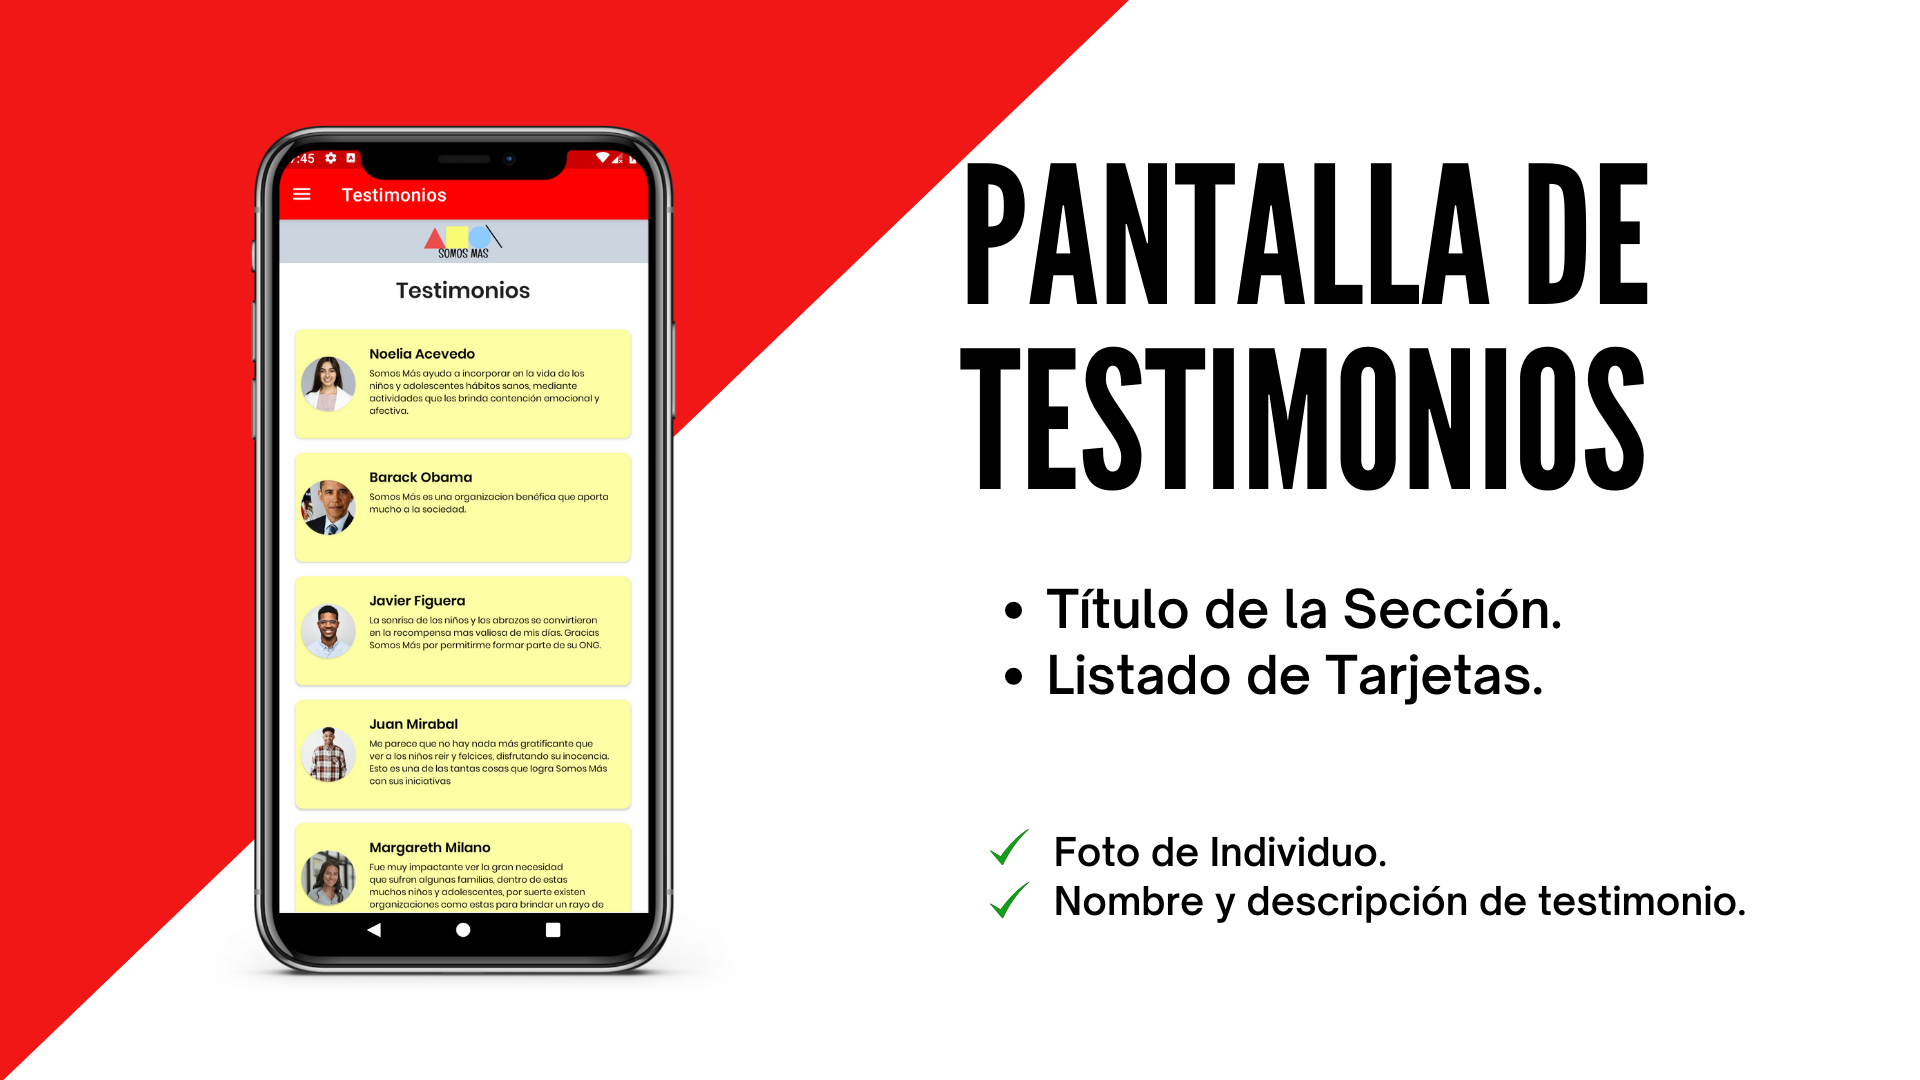 :45
Testimonios
SOMOS MAS
Testimonios
Noelia Acevedo
Somos Más ayuda a incorporar en la vida de los
niños y adolescentes hábitos sanos, mediante
actividades que les brinda contención emocional y
afectiva.
Barack Obama
Somos Más es una organizacion benéfica que aporta
mucho a la sociedad.
Javier Figuera
La sonrisa de los niños y los abrazos se convirtieron
en la recompensa mas valiosa de mis días. Gracias
Somos Más por permitirme formar parte de su ONG.
Juan Mirabal
Me parece que no hay nada más gratificante que
ver a los niños reir y felcices, disfrutando su inocencia.
Esto es una de las tantas cosas que logra Somos Más
con sus iniciativas
Margareth Milano
Fue muy impactante ver la gran necesidad
que sufren algunas familias, dentro de estas
muchos niños y adolescentes, por suerte existen
organizaciones como estas para brindar un rayo de
PANTALLA DE
TESTIMONIOS
• Título de la Sección.
• Listado de Tarjetas.
✓ Foto de Individuo.
✓ Nombre y descripción de testimonio.